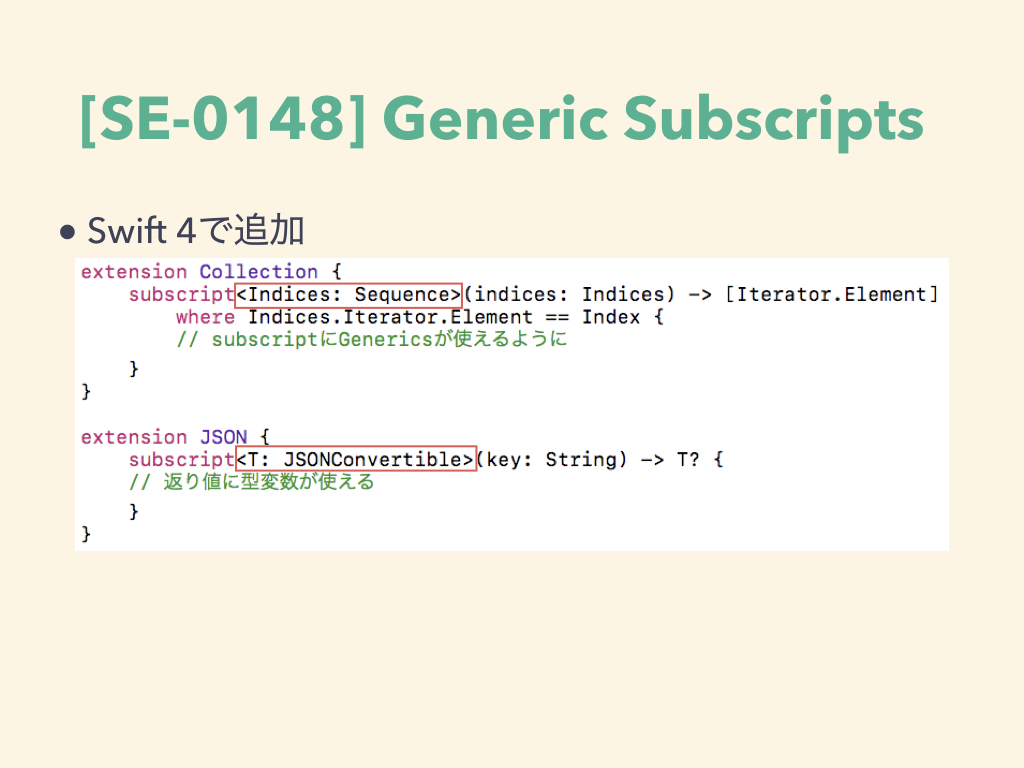 [SE-0148] Generic Subscripts
• Swift 4で追加
extension Collection {
    subscript<Indices: Sequence>(indices: Indices) -> [Iterator.Element]
        where Indices.Iterator.Element == Index {
        // subscriptにGenericsが使えるように
    }
}
extension JSON {
    subscript<T: JSONConvertible>(key: String) -> T? {
    // 返り値に型変数が使える
    }
}